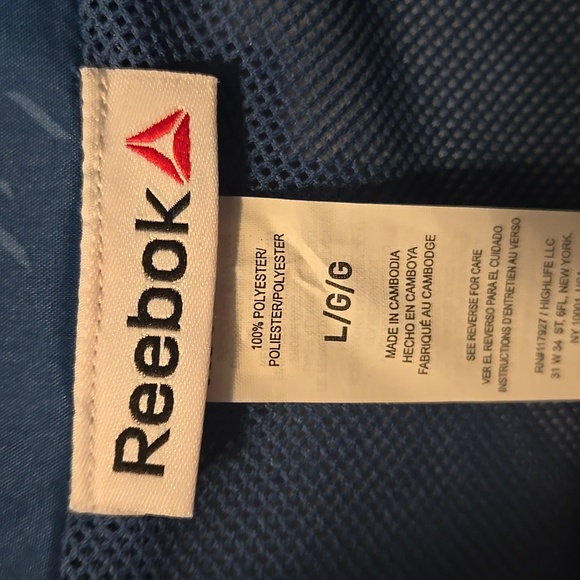 Reebok
100% POLYESTER/
POLIESTER/POLYESTER
L/G/G
MADE IN CAMBODIA
HECHO EN CAMBOYA
FABRIQUÉ AU CAMBODGE
SEE REVERSE FOR CARE
VER EL REVERSO PARA EL CUIDADO
INSTRUCTIONS D'ENTRETIEN AU VERSO
RN#117927 / HIGHLIFE LLC
31 W 34 ST, 6FL, NEW YORK,